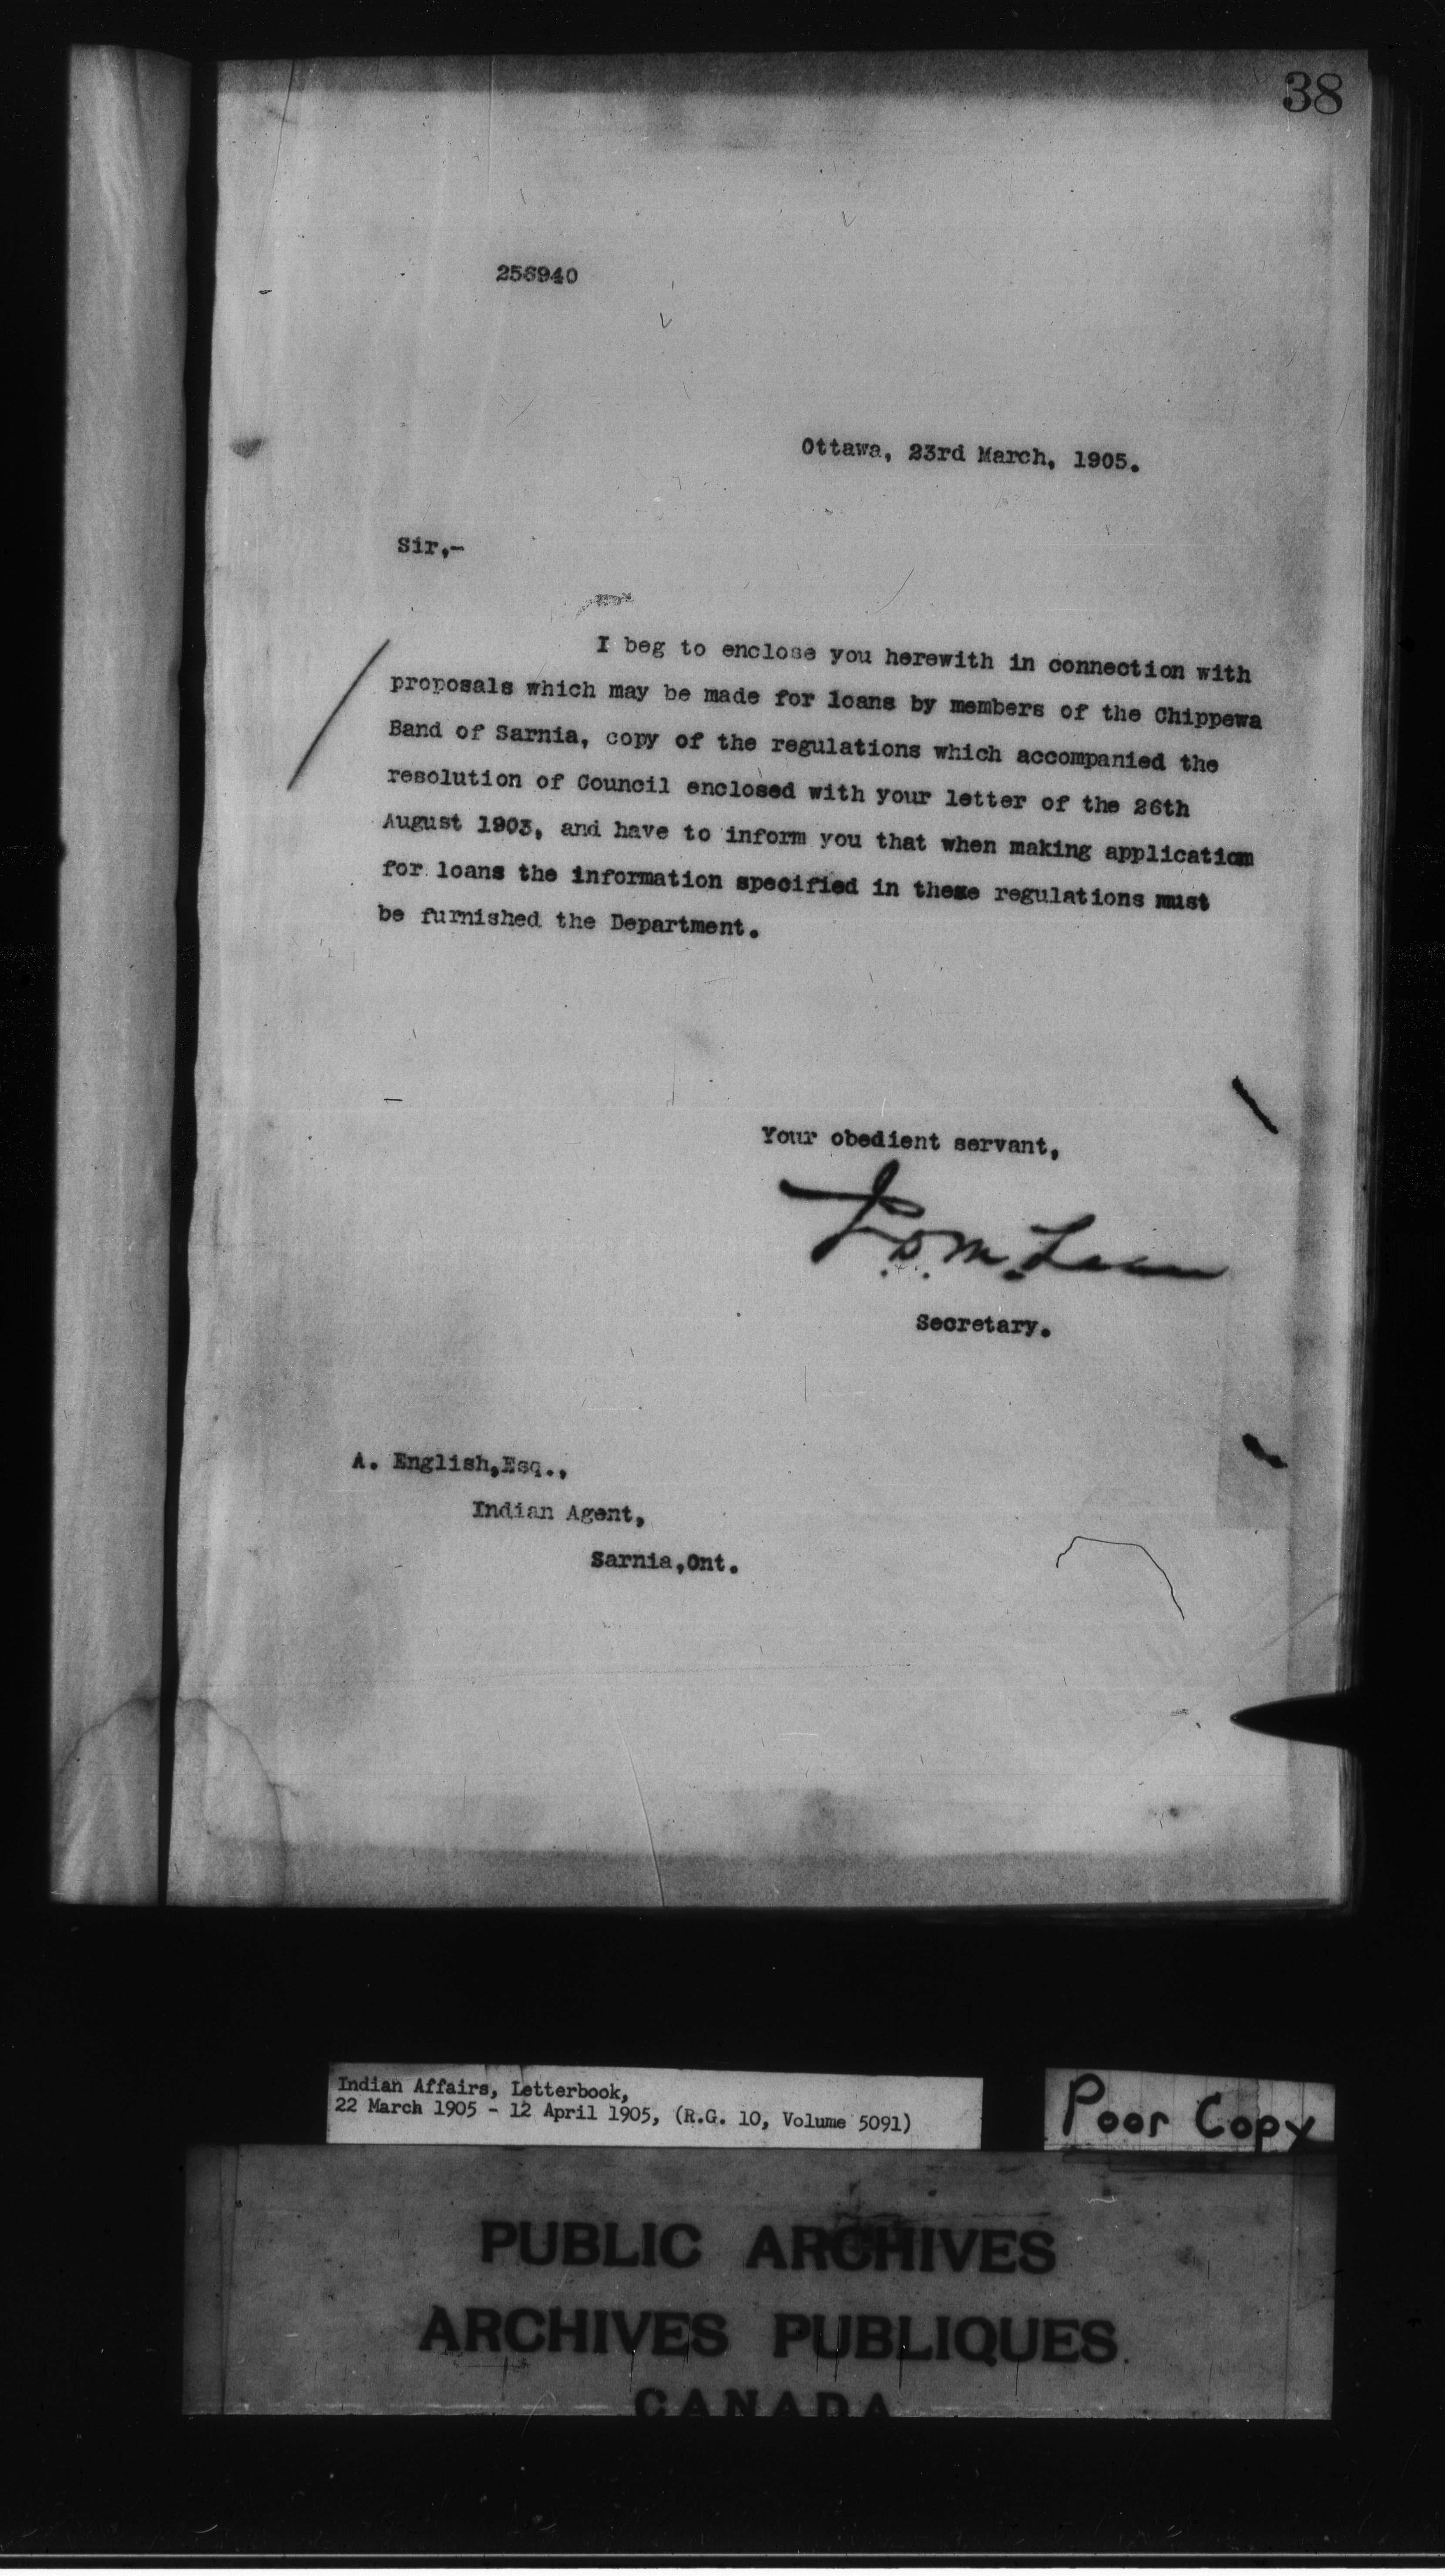 38
256940
Ottawa, 23rd March, 1905.
Sir,-
I beg to enclose you herewith in connection with
proposals which may be made for loans by members of the Chippewa
Band of Sarnia, copy of the regulations which accompanied the
resolution of Council enclosed with your letter of the 26th
August 1903, and have to inform you that when making application
for loans the information specified in these regulations must
be furnished the Department.
Your obedient servant,
J. D. McLean
Secretary.
A. English,Esq.,
Indian Agent,
Sarnia,Ont.
Indian Affairs, Letterbook,
22 March 1905 - 12 April 1905, (R.G. 10, Volume 5091)
Poor Copy
PUBLIC ARCHIVES
ARCHIVES PUBLIQUES
CANADA